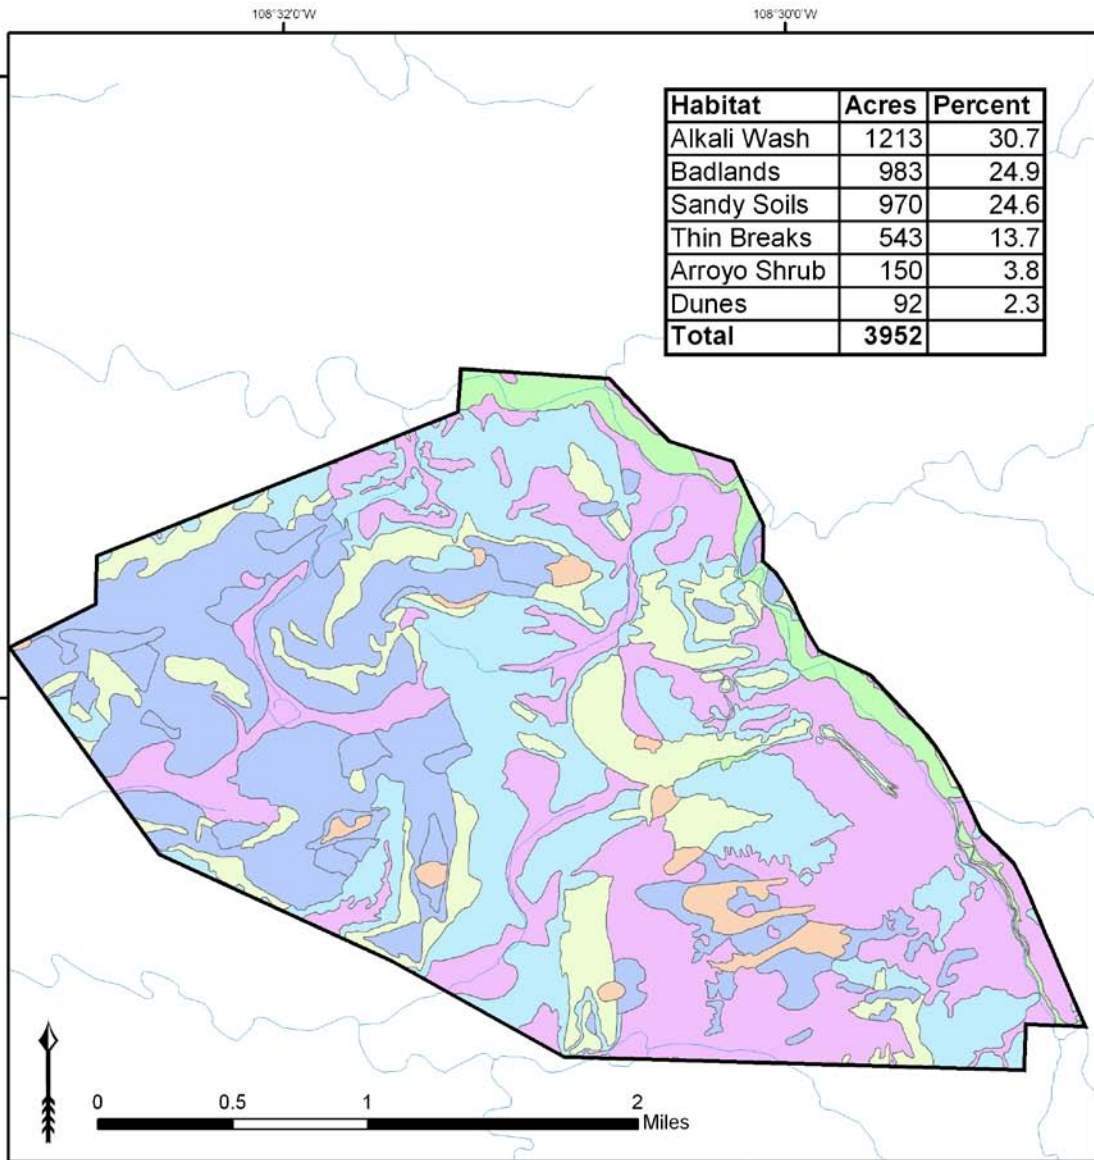 108°32'0"W 108°30'0"W
Habitat Acres Percent
Alkali Wash 1213 30.7
Badlands 983 24.9
Sandy Soils 970 24.6
Thin Breaks 543 13.7
Arroyo Shrub 150 3.8
Dunes 92 2.3
Total 3952
0 0.5 1 2
Miles